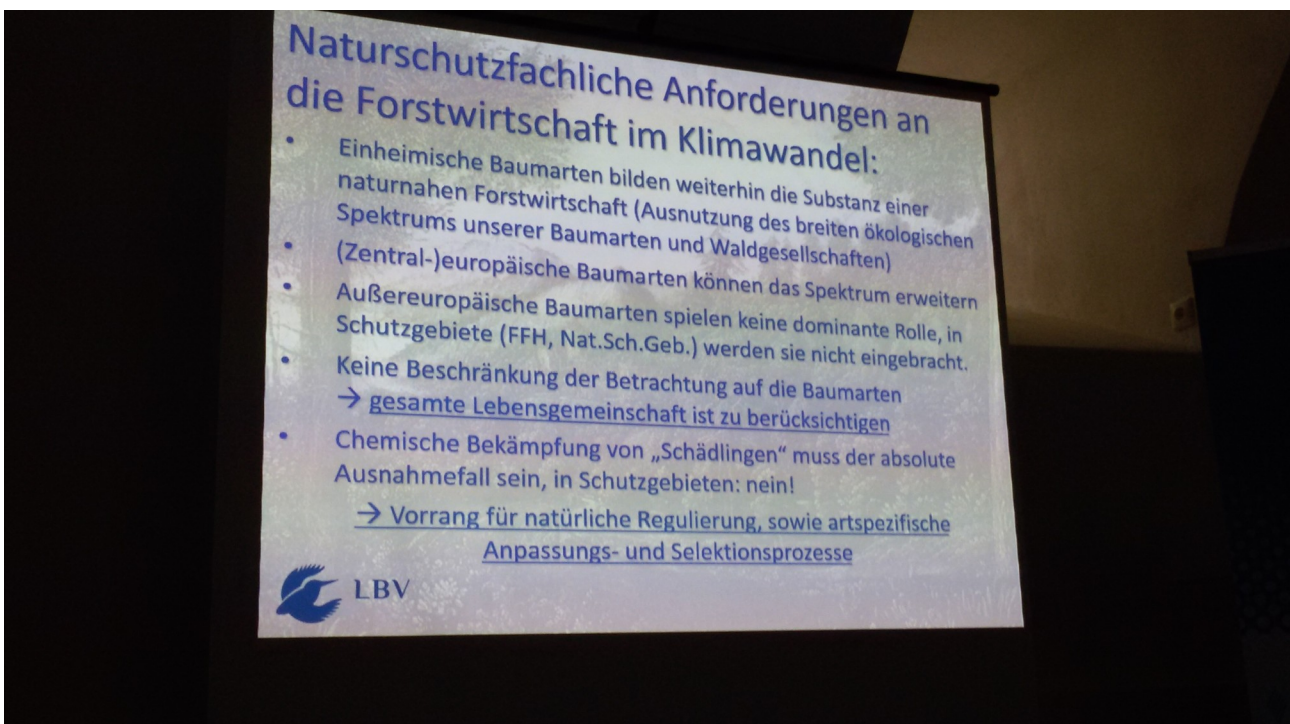 Naturschutzfachliche Anforderungen an
die Forstwirtschaft im Klimawandel:
• Einheimische Baumarten bilden weiterhin die Substanz einer
naturnahen Forstwirtschaft (Ausnutzung des breiten ökologischen
Spektrums unserer Baumarten und Waldgesellschaften)
• (Zentral-)europäische Baumarten können das Spektrum erweitern
• Außereuropäische Baumarten spielen keine dominante Rolle, in
Schutzgebiete (FFH, Nat.Sch.Geb.) werden sie nicht eingebracht.
• Keine Beschränkung der Betrachtung auf die Baumarten
→ gesamte Lebensgemeinschaft ist zu berücksichtigen
• Chemische Bekämpfung von „Schädlingen“ muss der absolute
Ausnahmefall sein, in Schutzgebieten: nein!
→ Vorrang für natürliche Regulierung, sowie artspezifische
Anpassungs- und Selektionsprozesse
LBV